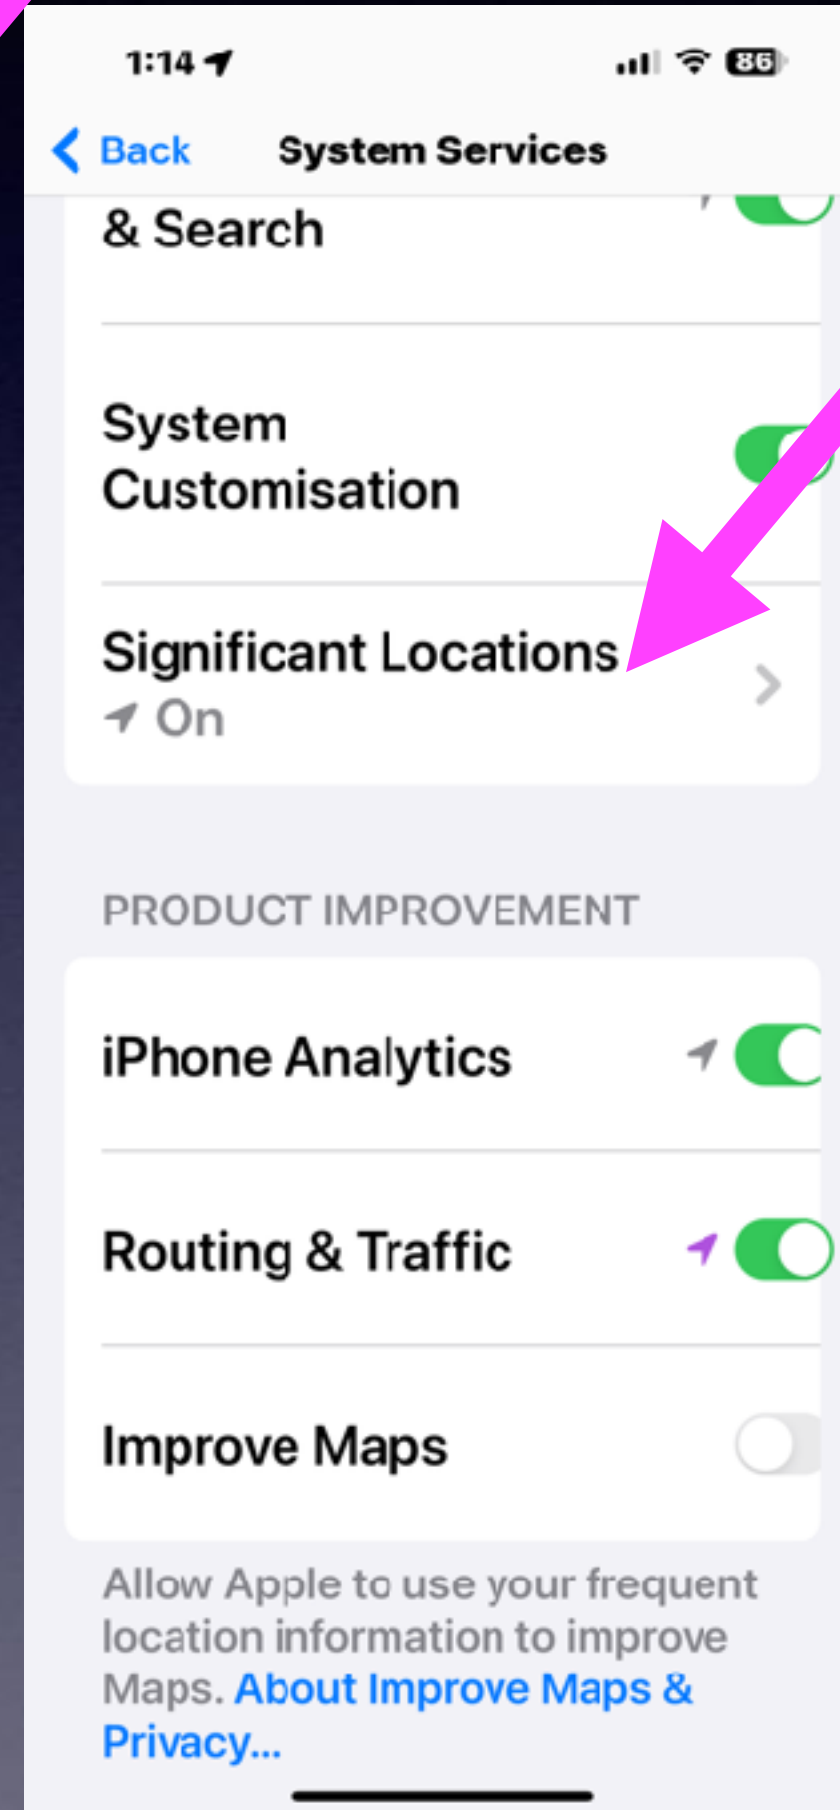 1:14
86
Back
System Services
& Search
System
Customisation
Significant Locations
On
PRODUCT IMPROVEMENT
iPhone Analytics
Routing & Traffic
Improve Maps
Allow Apple to use your frequent
location information to improve
Maps. About Improve Maps &
Privacy...